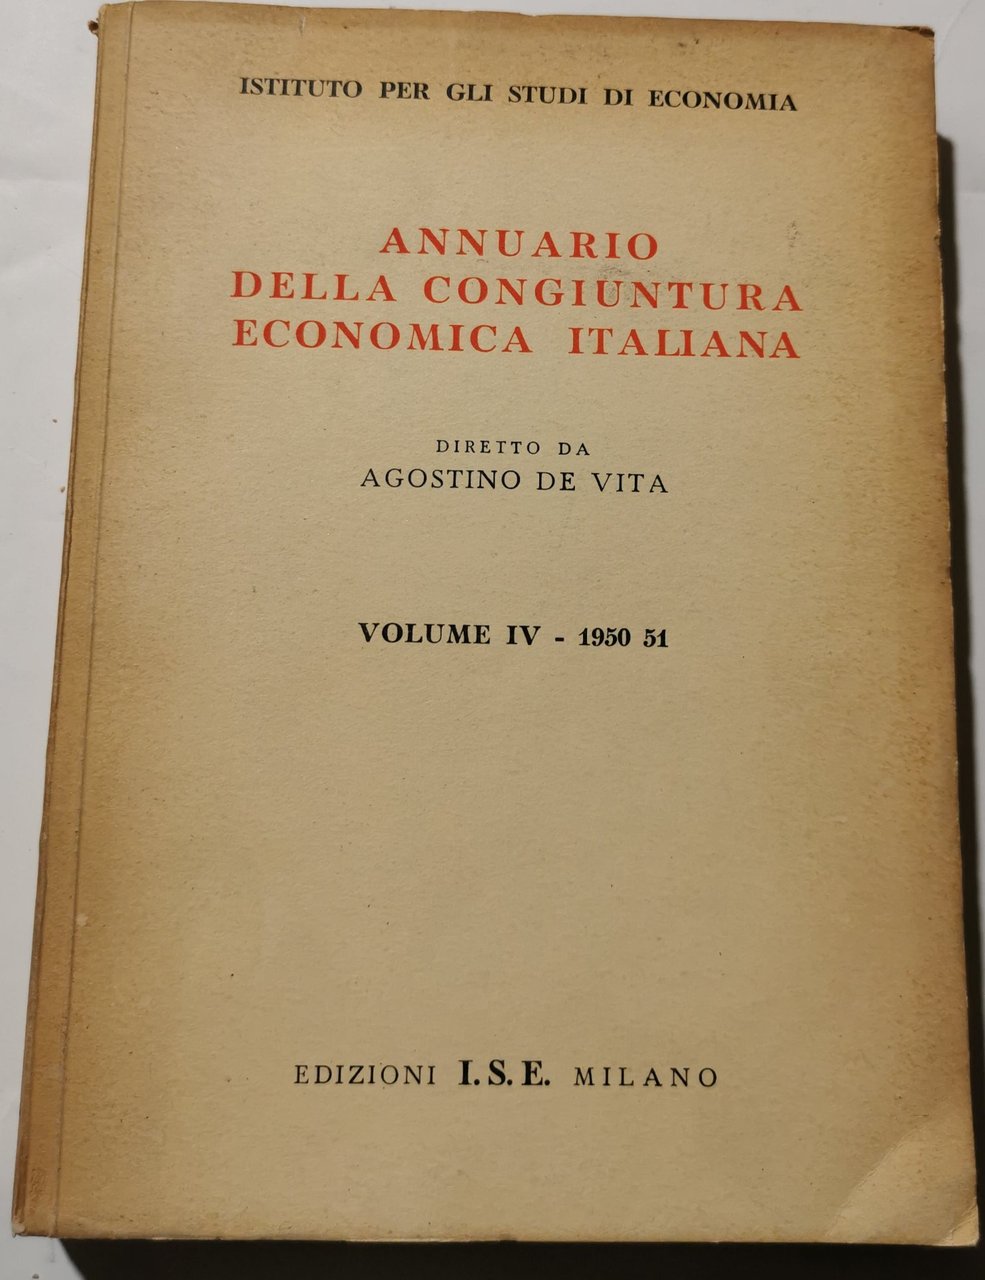 ISTITUTO PER GLI STUDI DI ECONOMIA
ANNUARIO
DELLA CONGIUNTURA
ECONOMICA ITALIANA
DIRETTO DA
AGOSTINO DE VITA
VOLUME IV - 1950 51
EDIZIONI I.S.E. MILANO